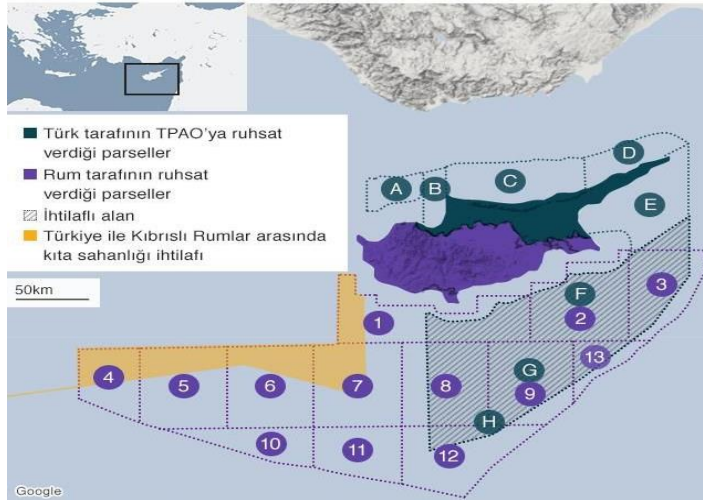 Türk tarafının TPAO'ya ruhsat
verdiği parseller
Rum tarafının ruhsat
verdiği parseller
İhtilaflı alan
Türkiye ile Kıbrıslı Rumlar arasında
kıta sahanlığı ihtilafı
50km
A
B
C
D
E
F
1
2
3
4
5
6
7
8
G
9
13
H
10
11
12
Google